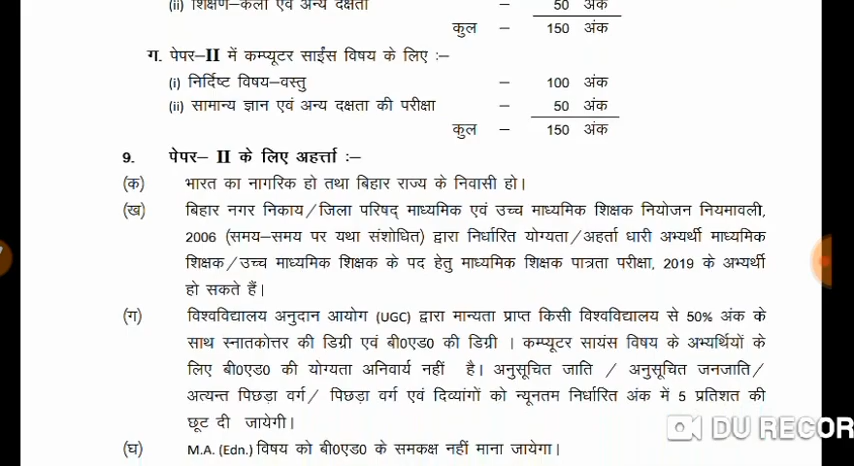 (ii) शिक्षण–कला एवं अन्य दक्षता – 50 अंक
कुल – 150 अंक
ग. पेपर–II में कम्प्यूटर साईंस विषय के लिए :–
(i) निर्दिष्ट विषय–वस्तु – 100 अंक
(ii) सामान्य ज्ञान एवं अन्य दक्षता की परीक्षा – 50 अंक
कुल – 150 अंक
9. पेपर– II के लिए अहर्त्ता :–
(क) भारत का नागरिक हो तथा बिहार राज्य के निवासी हो।
(ख) बिहार नगर निकाय/जिला परिषद् माध्यमिक एवं उच्च माध्यमिक शिक्षक नियोजन नियमावली,
2006 (समय–समय पर यथा संशोधित) द्वारा निर्धारित योग्यता/अहर्ता धारी अभ्यर्थी माध्यमिक
शिक्षक/उच्च माध्यमिक शिक्षक के पद हेतु माध्यमिक शिक्षक पात्रता परीक्षा, 2019 के अभ्यर्थी
हो सकते हैं।
(ग) विश्वविद्यालय अनुदान आयोग (UGC) द्वारा मान्यता प्राप्त किसी विश्वविद्यालय से 50% अंक के
साथ स्नातकोत्तर की डिग्री एवं बी0एड0 की डिग्री । कम्प्यूटर सायंस विषय के अभ्यर्थियों के
लिए बी0एड0 की योग्यता अनिवार्य नहीं है। अनुसूचित जाति / अनुसूचित जनजाति/
अत्यन्त पिछड़ा वर्ग/ पिछड़ा वर्ग एवं दिव्यांगों को न्यूनतम निर्धारित अंक में 5 प्रतिशत की
छूट दी जायेगी।
(घ) M.A. (Edn.) विषय को बी0एड0 के समकक्ष नहीं माना जायेगा।
DU RECOR